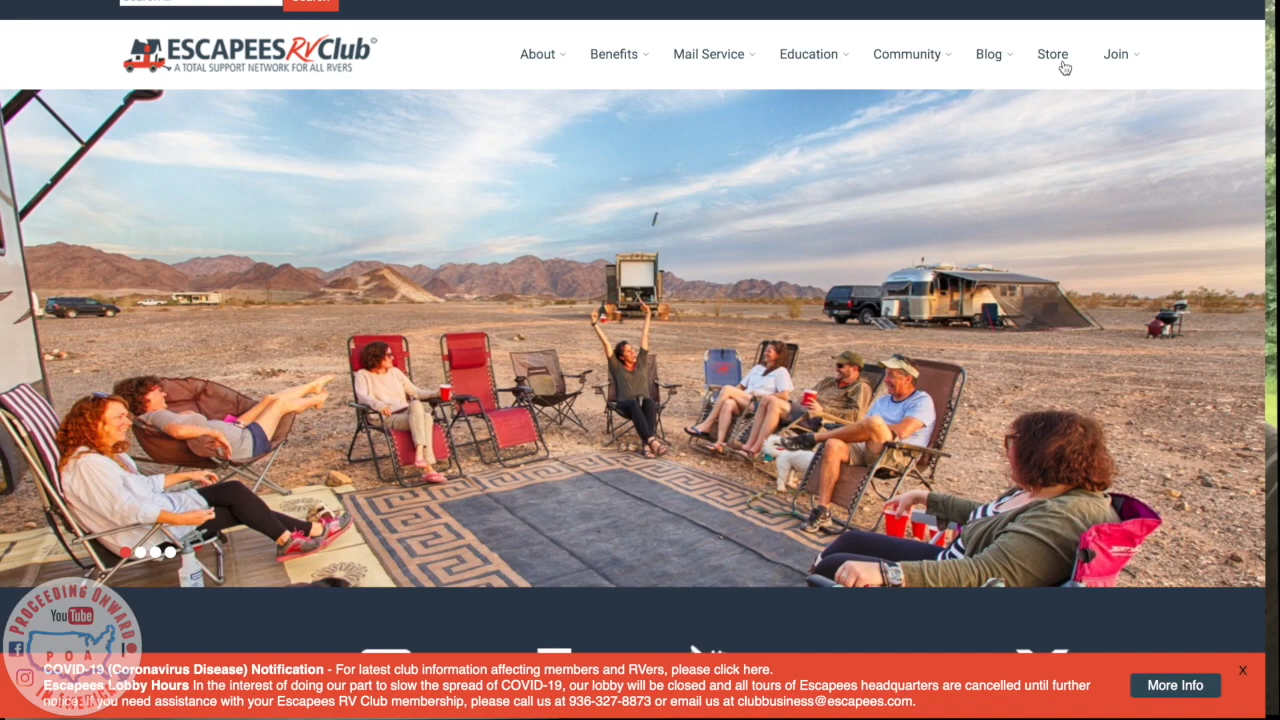 Search
ESCAPEES RV Club
A TOTAL SUPPORT NETWORK FOR ALL RVERS
About
Benefits
Mail Service
Education
Community
Blog
Store
Join
PROCEEDING ONWARD
YouTube
P O A
COVID-19 (Coronavirus Disease) Notification - For latest club information affecting members and RVers, please click here.
Escapees Lobby Hours In the interest of doing our part to slow the spread of COVID-19, our lobby will be closed and all tours of Escapees headquarters are cancelled until further
notice. If you need assistance with your Escapees RV Club membership, please call us at 936-327-8873 or email us at clubbusiness@escapees.com.
More Info
X